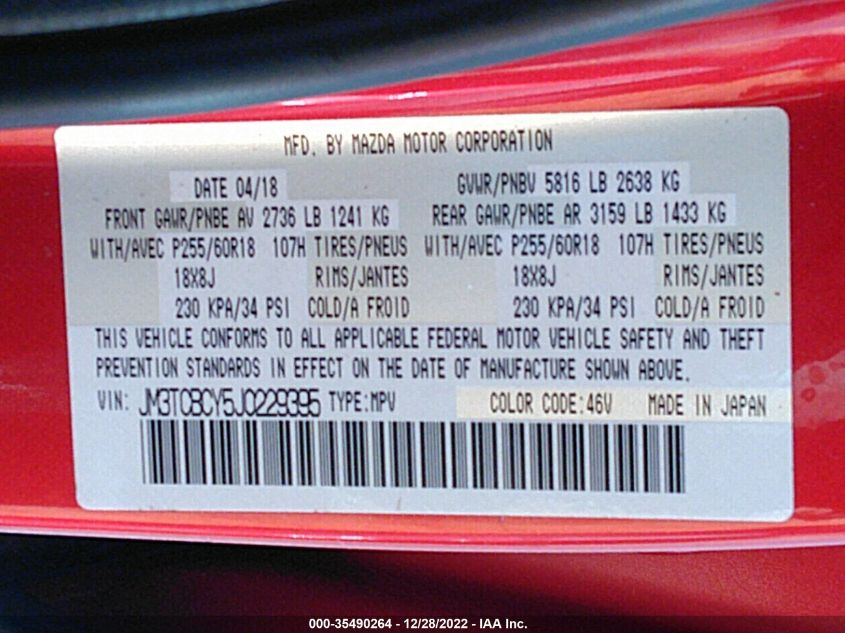 MFD. BY MAZDA MOTOR CORPORATION
DATE 04/18 GVWR/PNBV 5816 LB 2638 KG
FRONT GAWR/PNBE AV 2736 LB 1241 KG REAR GAWR/PNBE AR 3159 LB 1433 KG
WITH/AVEC P255/60R18 107H TIRES/PNEUS WITH/AVEC P255/60R18 107H TIRES/PNEUS
18X8J RIMS/JANTES 18X8J RIMS/JANTES
230 KPA/34 PSI COLD/A FROID 230 KPA/34 PSI COLD/A FROID
THIS VEHICLE CONFORMS TO ALL APPLICABLE FEDERAL MOTOR VEHICLE SAFETY AND THEFT
PREVENTION STANDARDS IN EFFECT ON THE DATE OF MANUFACTURE SHOWN ABOVE.
VIN: JM3TCBCY5J0229395 TYPE:MPV COLOR CODE:46V MADE IN JAPAN
000-35490264 - 12/28/2022 - IAA Inc.